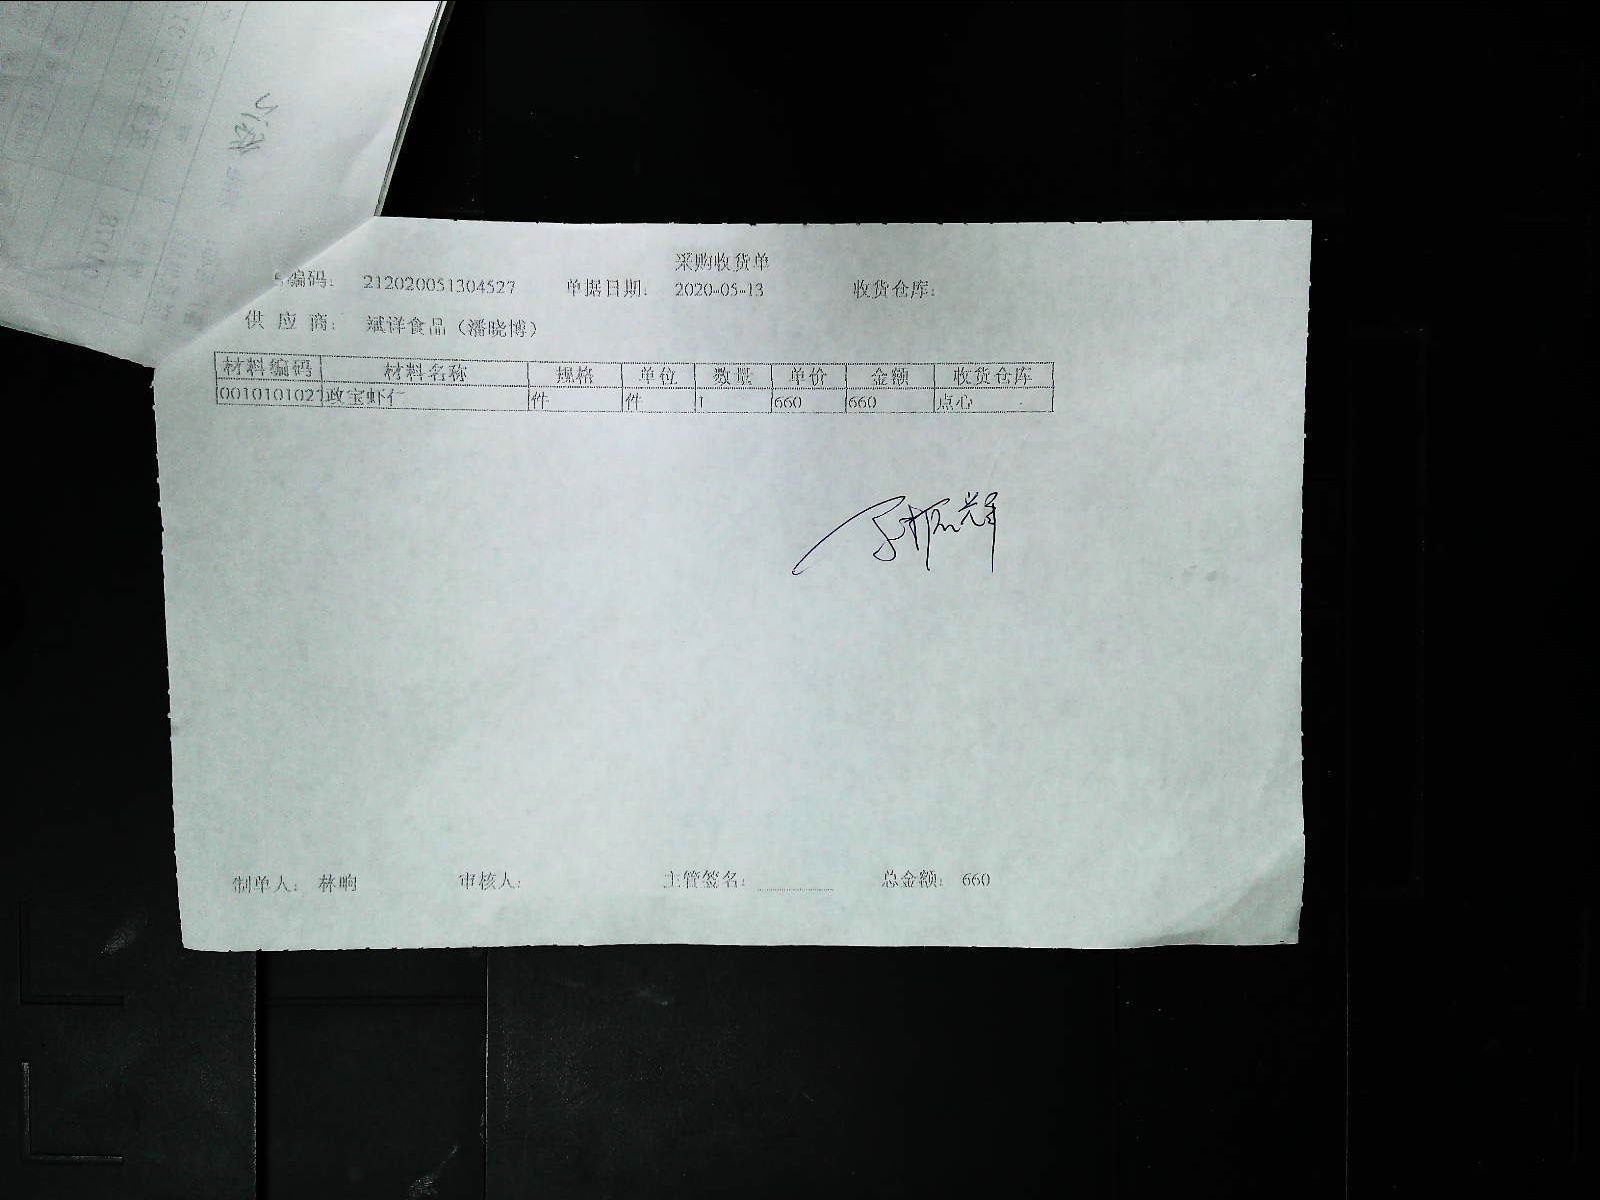 采购收货单
编码： 212020051304527 单据日期： 2020-05-13 收货仓库：
供 应 商： 斌洋食品（潘晓博）
材料编码 材料名称 规格 单位 数量 单价 金额 收货仓库
0010101027 政宝虾仁 件 件 1 660 660 点心
制单人： 林晌 审核人： 主管签名： 总金额： 660